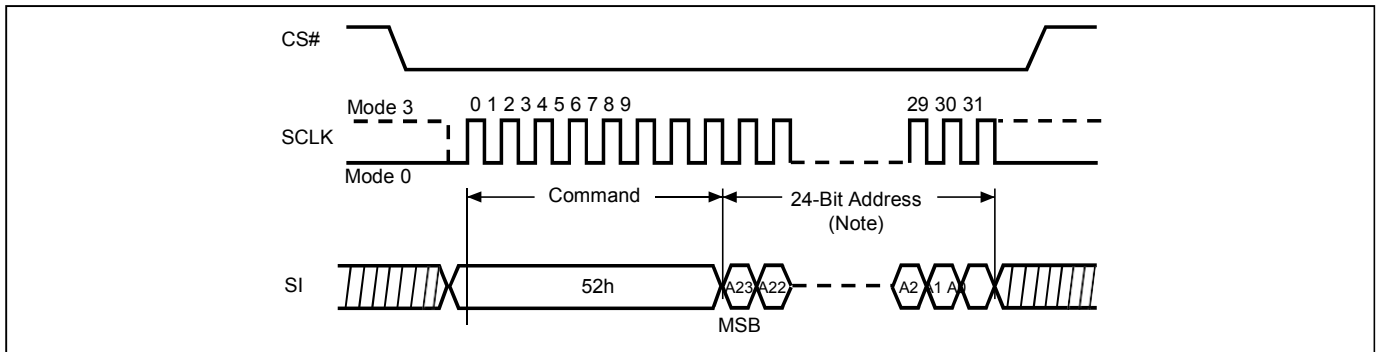 CS#
Mode 3
0 1 2 3 4 5 6 7 8 9
29 30 31
SCLK
Mode 0
Command
24-Bit Address
(Note)
SI
52h
A23
A22
A2
A1
A0
MSB